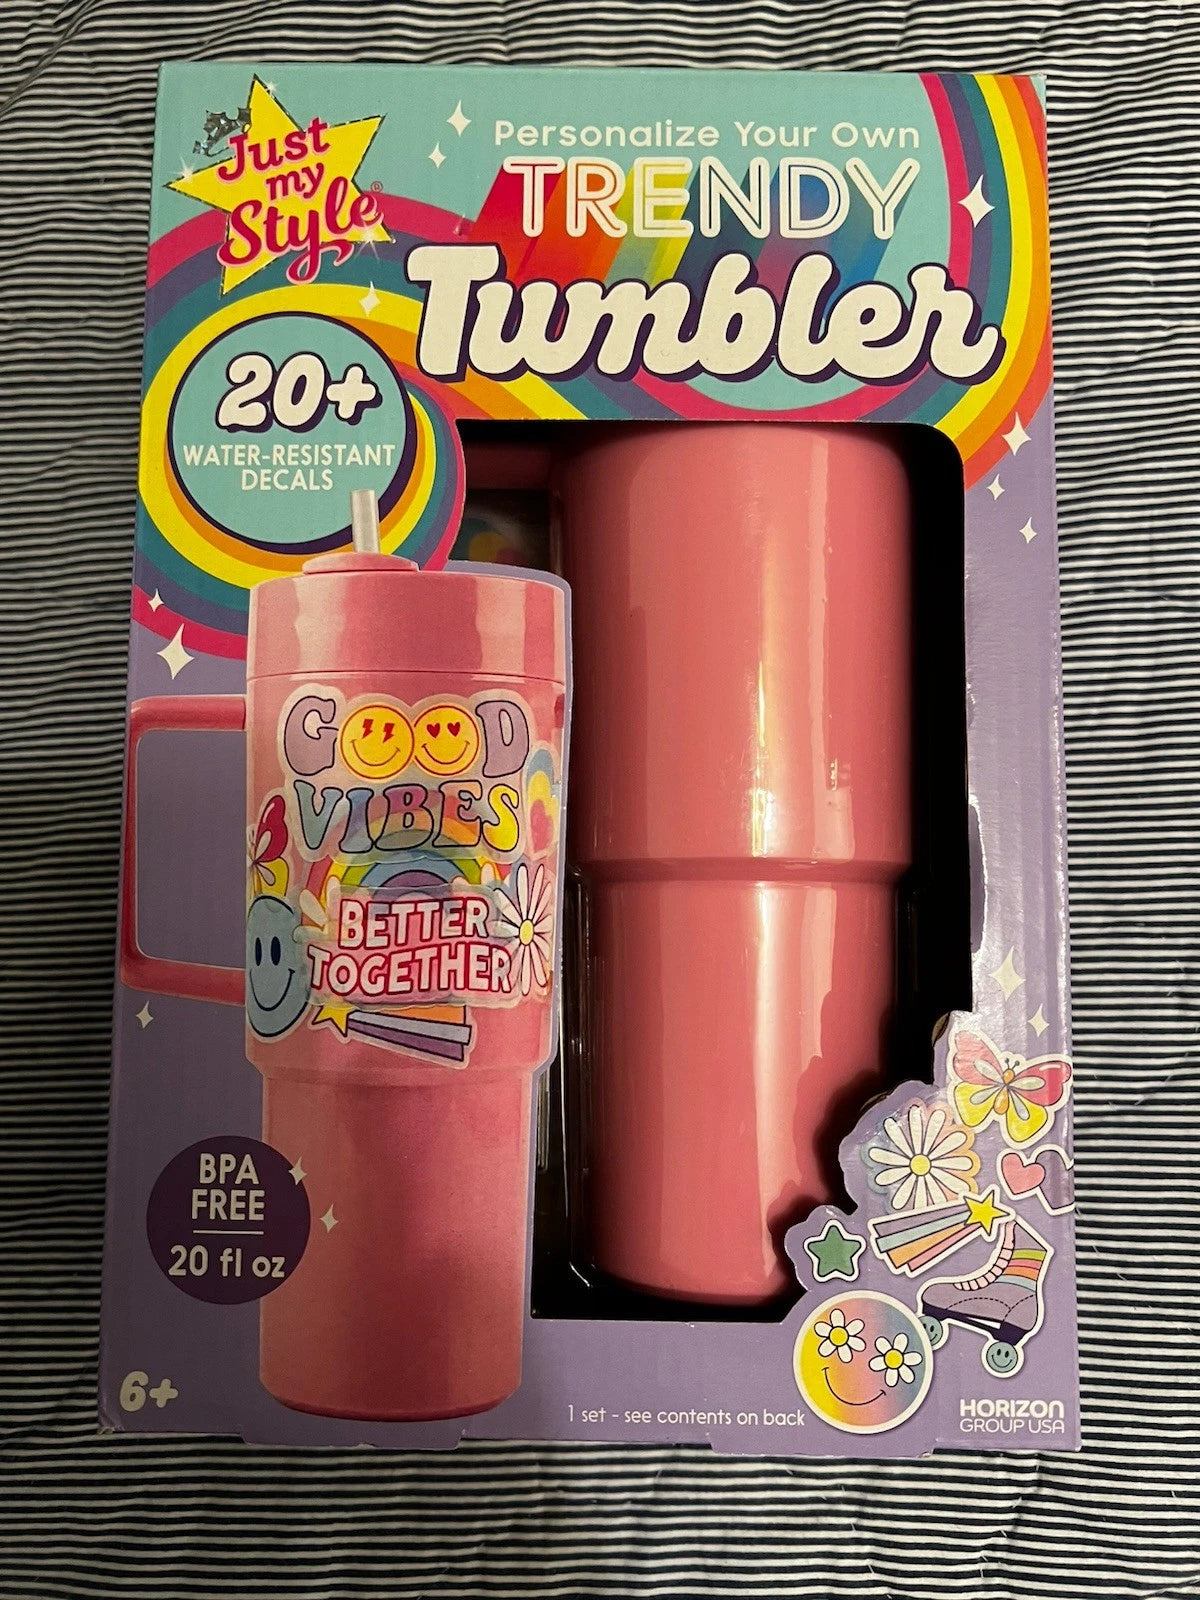 Just
my
Style®
Personalize Your Own
TRENDY
Tumbler
20+
WATER-RESISTANT
DECALS
GOOD
VIBES
BETTER
TOGETHER
BPA
FREE
20 fl oz
6+
1 set - see contents on back
HORIZON
GROUP USA